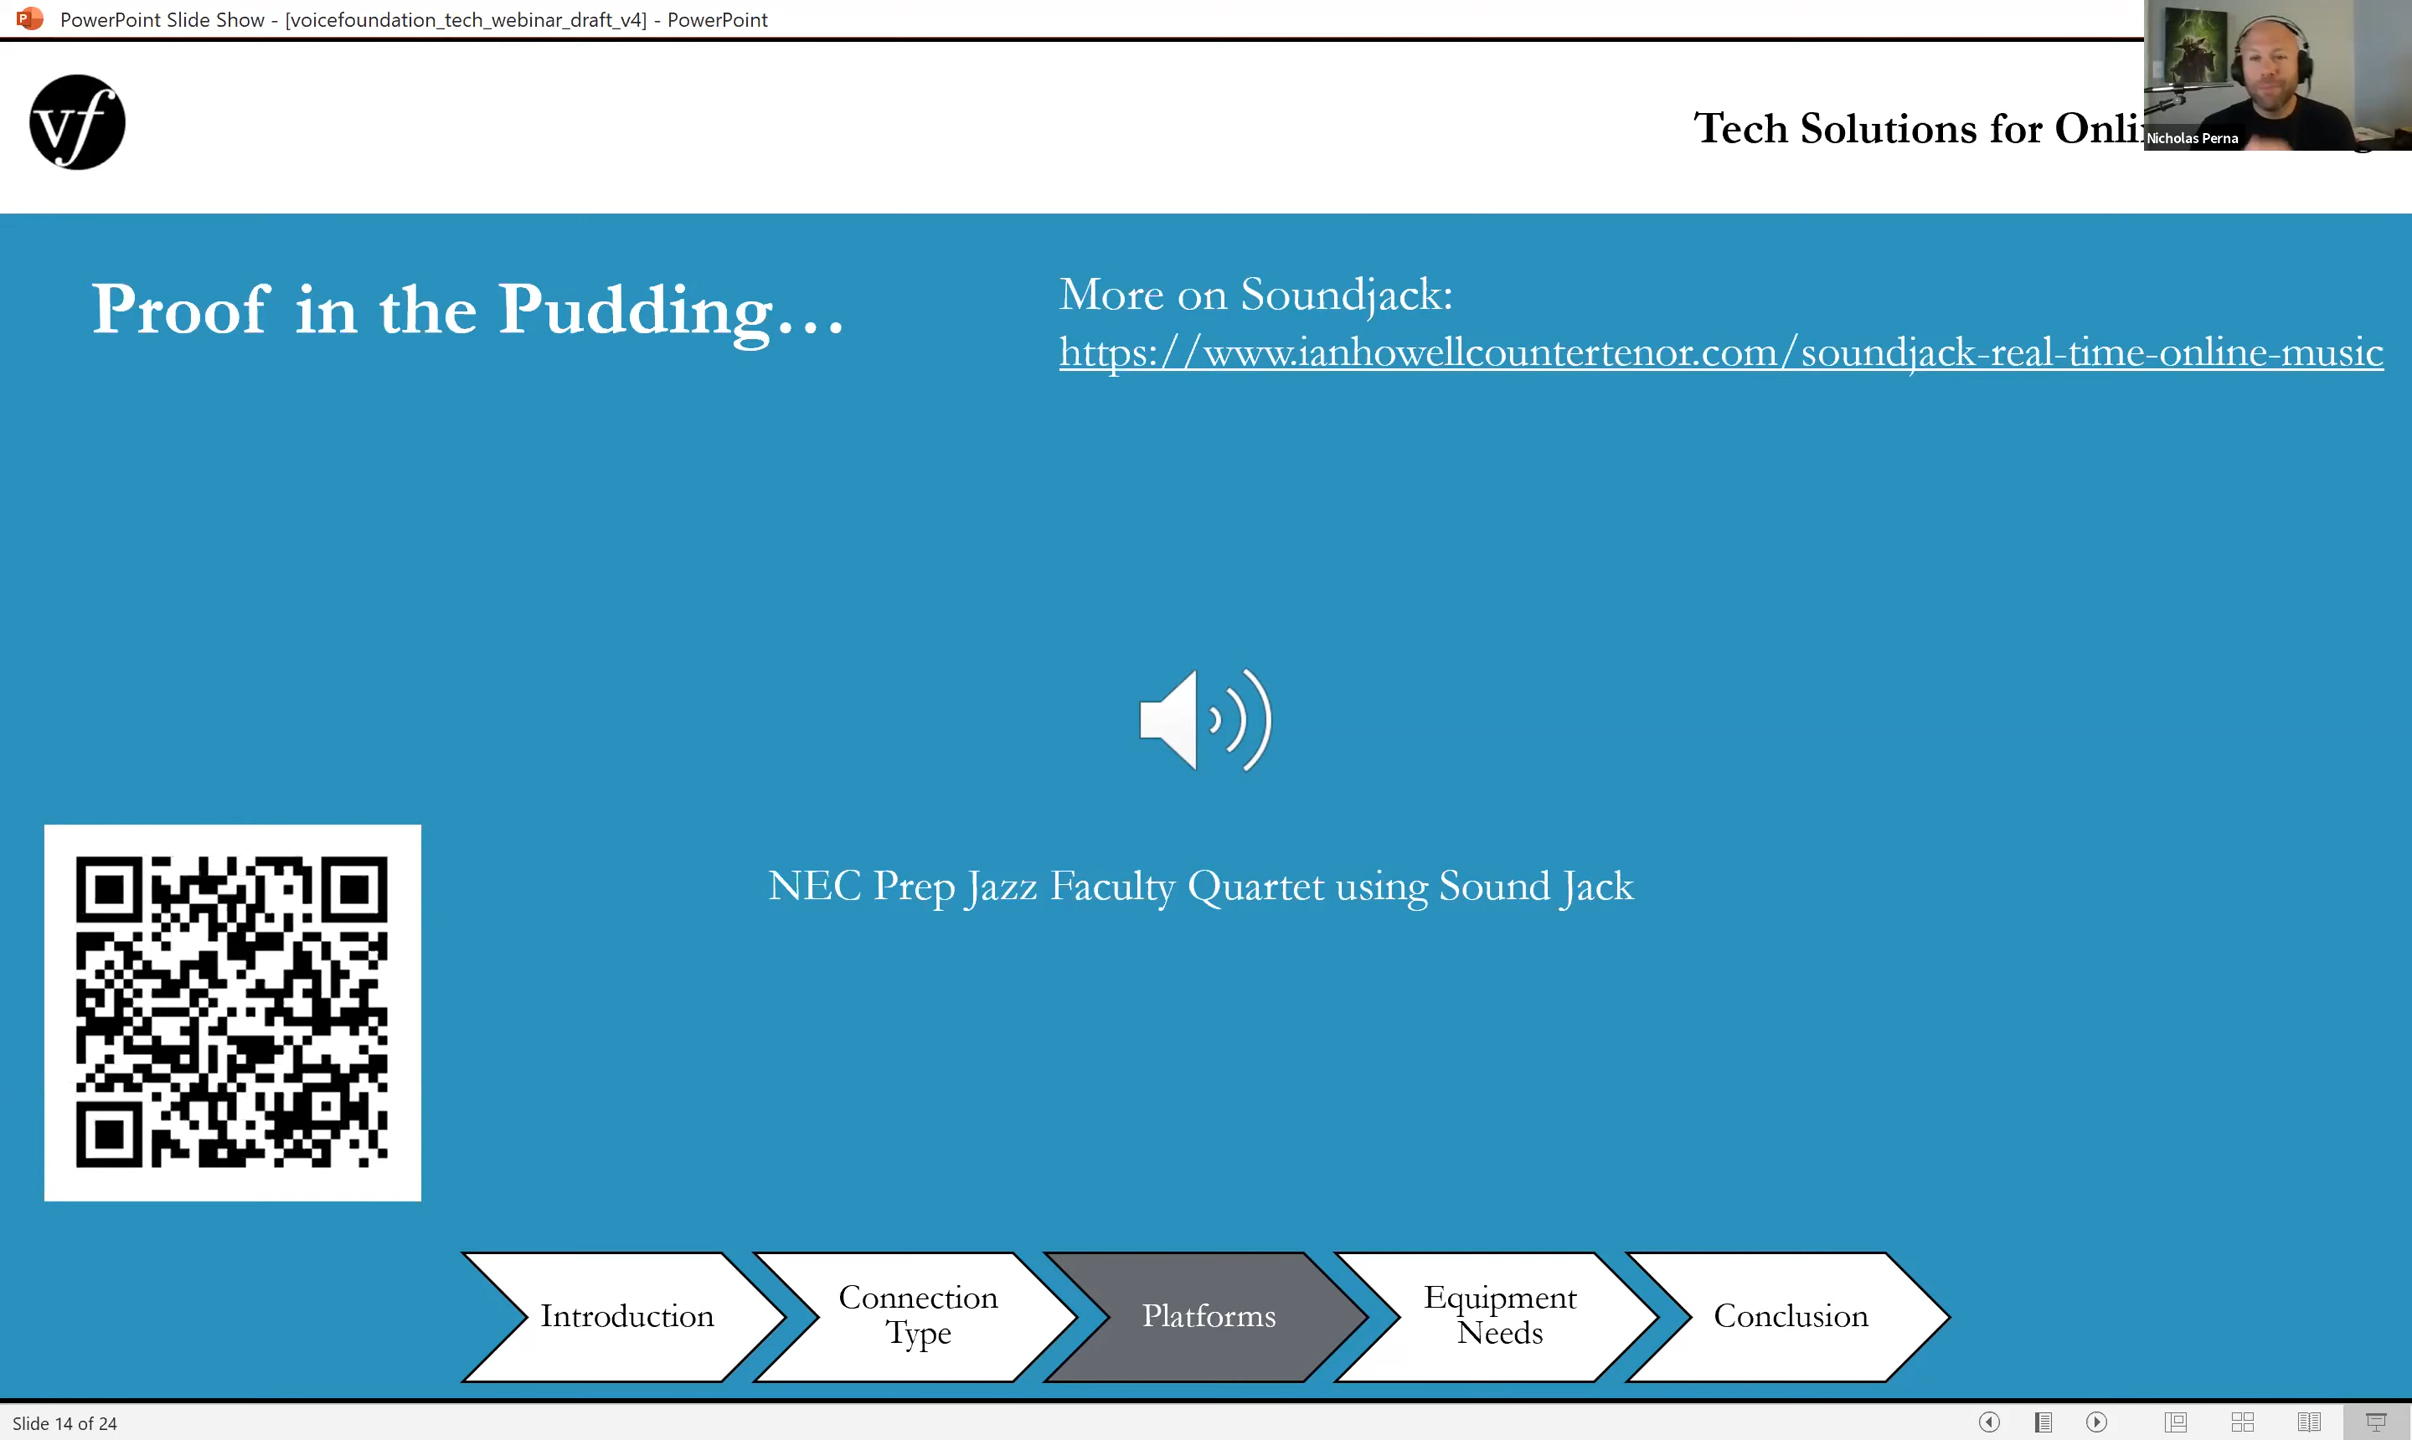 PowerPoint Slide Show - [voicefoundation_tech_webinar_draft_v4] - PowerPoint
vf
Tech Solutions for Onli
Nicholas Perna
Proof in the Pudding...
More on Soundjack:
https://www.ianhowellcountertenor.com/soundjack-real-time-online-music
NEC Prep Jazz Faculty Quartet using Sound Jack
Introduction
Connection
Type
Platforms
Equipment
Needs
Conclusion
Slide 14 of 24